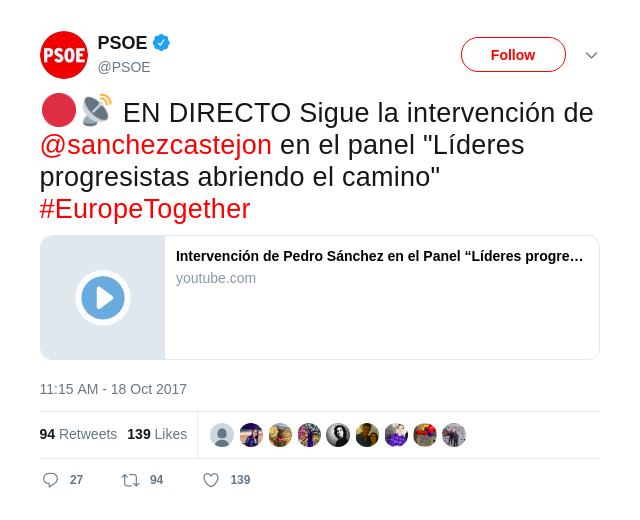 PSOE
PSOE
@PSOE
Follow
EN DIRECTO Sigue la intervención de
@sanchezcastejon en el panel "Líderes
progresistas abriendo el camino"
#EuropeTogether
Intervención de Pedro Sánchez en el Panel “Líderes progre…
youtube.com
11:15 AM - 18 Oct 2017
94 Retweets 139 Likes
27 94 139